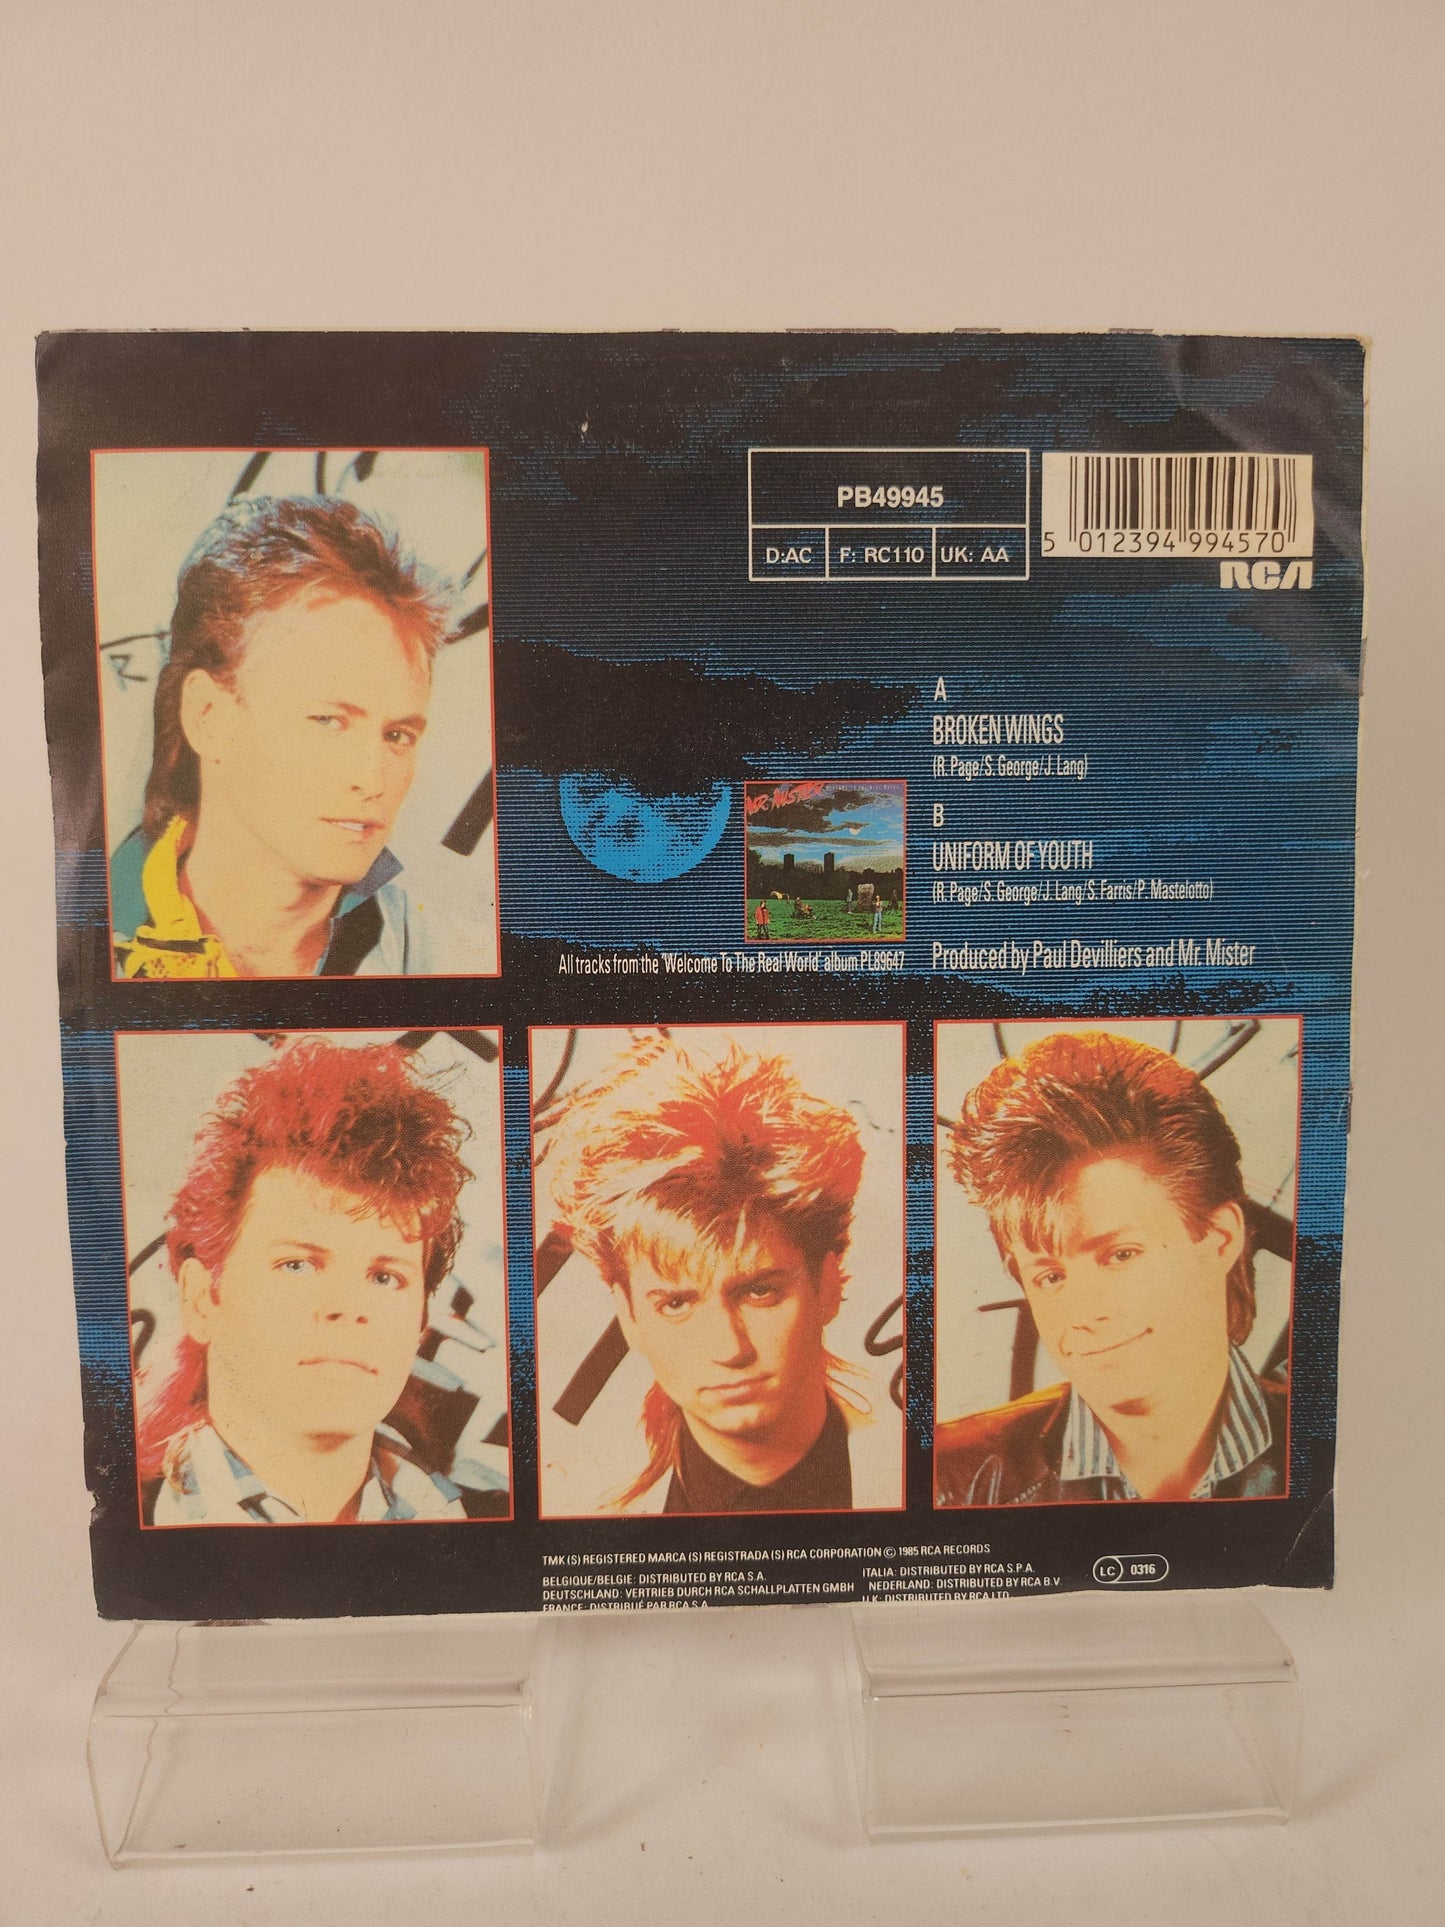 PB49945
D:AC
F: RC110
UK: AA
5 012394 994570
RCA
A
BROKEN WINGS
(R. Page/S. George/J. Lang)
B
UNIFORM OF YOUTH
(R. Page/S. George/J. Lang/S. Farris/P. Mastelotto)
MR. MISTER
All tracks from the 'Welcome To The Real World' album PL89647
Produced by Paul Devilliers and Mr. Mister
TMK (S) REGISTERED MARCA (S) REGISTRADA (S) RCA CORPORATION © 1985 RCA RECORDS
BELGIQUE/BELGIE: DISTRIBUTED BY RCA S.A.
DEUTSCHLAND: VERTRIEB DURCH RCA SCHALLPLATTEN GMBH
FRANCE: DISTRIBUÉ PAR RCA S.A.
ITALIA: DISTRIBUTED BY RCA S.P.A.
NEDERLAND: DISTRIBUTED BY RCA B.V.
U.K: DISTRIBUTED BY RCA LTD.
LC 0316